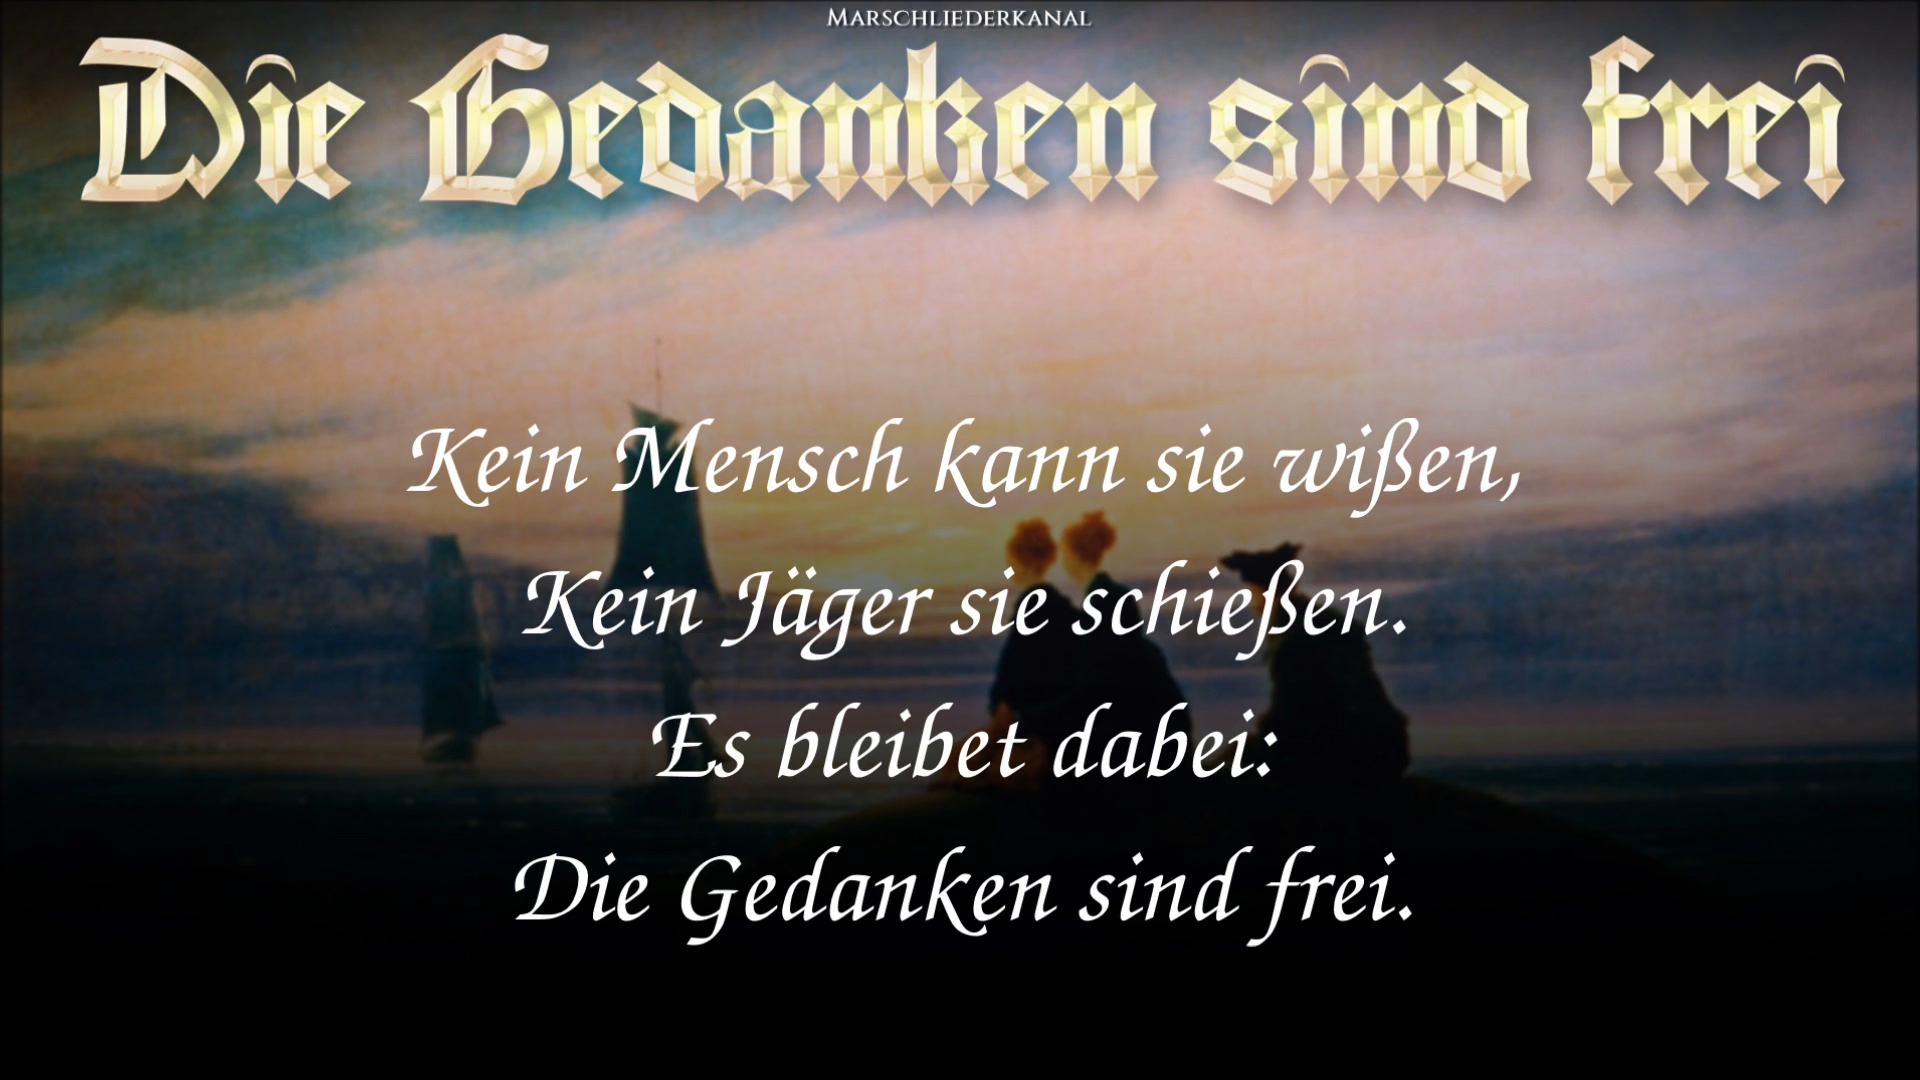 Marschliederkanal
Die Gedanken sind frei
Kein Mensch kann sie wißen,
Kein Jäger sie schießen.
Es bleibet dabei:
Die Gedanken sind frei.